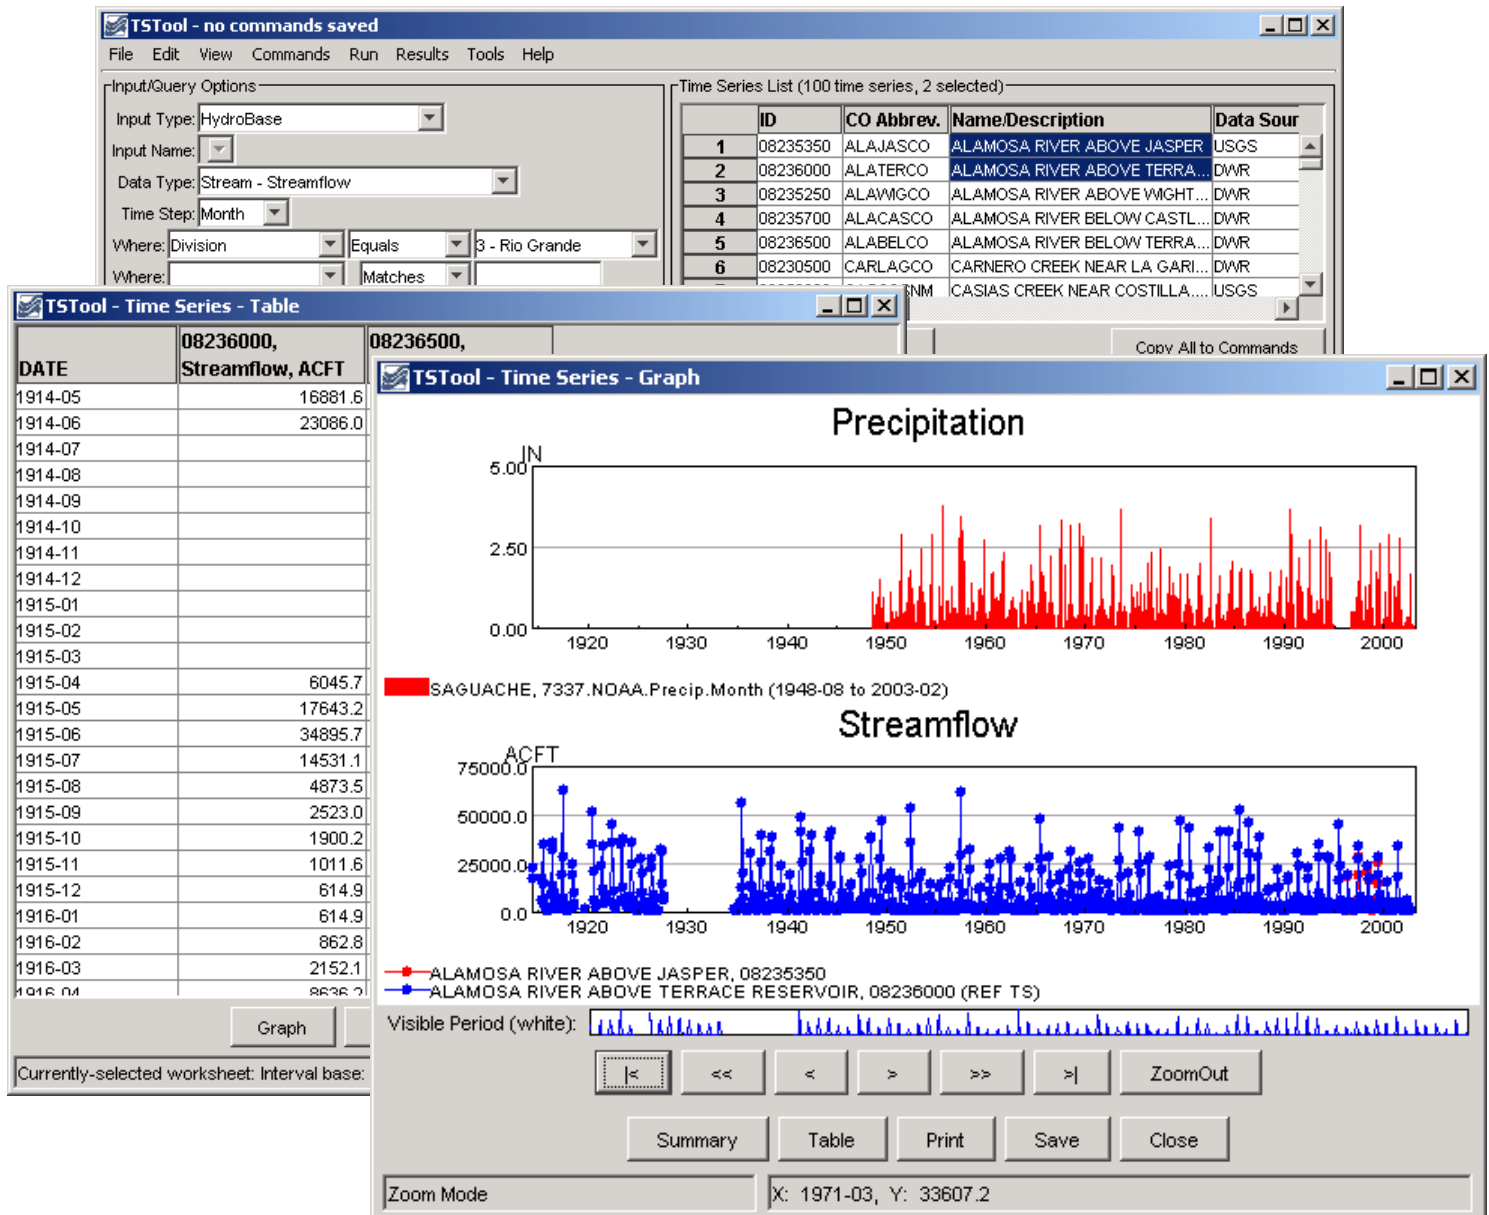 TSTool - no commands saved
File Edit View Commands Run Results Tools Help
Input/Query Options
Input Type: HydroBase
Input Name:
Data Type: Stream - Streamflow
Time Step: Month
Where: Division Equals 3 - Rio Grande
Where: Matches
Time Series List (100 time series, 2 selected)
ID CO Abbrev. Name/Description Data Sour
1 08235350 ALAJASCO ALAMOSA RIVER ABOVE JASPER USGS
2 08236000 ALATERCO ALAMOSA RIVER ABOVE TERRA... DWR
3 08235250 ALAWIGCO ALAMOSA RIVER ABOVE WIGHT... DWR
4 08235700 ALACASCO ALAMOSA RIVER BELOW CASTL... DWR
5 08236500 ALABELCO ALAMOSA RIVER BELOW TERRA... DWR
6 08230500 CARLAGCO CARNERO CREEK NEAR LA GARI... DWR
CASIAS CREEK NEAR COSTILLA.... USGS
Copy All to Commands
TSTool - Time Series - Table
DATE 08236000, Streamflow, ACFT 08236500,
1914-05 16881.6
1914-06 23086.0
1914-07
1914-08
1914-09
1914-10
1914-11
1914-12
1915-01
1915-02
1915-03
1915-04 6045.7
1915-05 17643.2
1915-06 34895.7
1915-07 14531.1
1915-08 4873.5
1915-09 2523.0
1915-10 1900.2
1915-11 1011.6
1915-12 614.9
1916-01 614.9
1916-02 862.8
1916-03 2152.1
1916-04 8636.2
Graph
Currently-selected worksheet: Interval base:
TSTool - Time Series - Graph
Precipitation
IN
5.00
2.50
0.00
1920 1930 1940 1950 1960 1970 1980 1990 2000
SAGUACHE, 7337.NOAA.Precip.Month (1948-08 to 2003-02)
Streamflow
ACFT
75000.0
50000.0
25000.0
0.0
1920 1930 1940 1950 1960 1970 1980 1990 2000
ALAMOSA RIVER ABOVE JASPER, 08235350
ALAMOSA RIVER ABOVE TERRACE RESERVOIR, 08236000 (REF TS)
Visible Period (white):
|< << < > >> >| ZoomOut
Summary Table Print Save Close
Zoom Mode X: 1971-03, Y: 33607.2